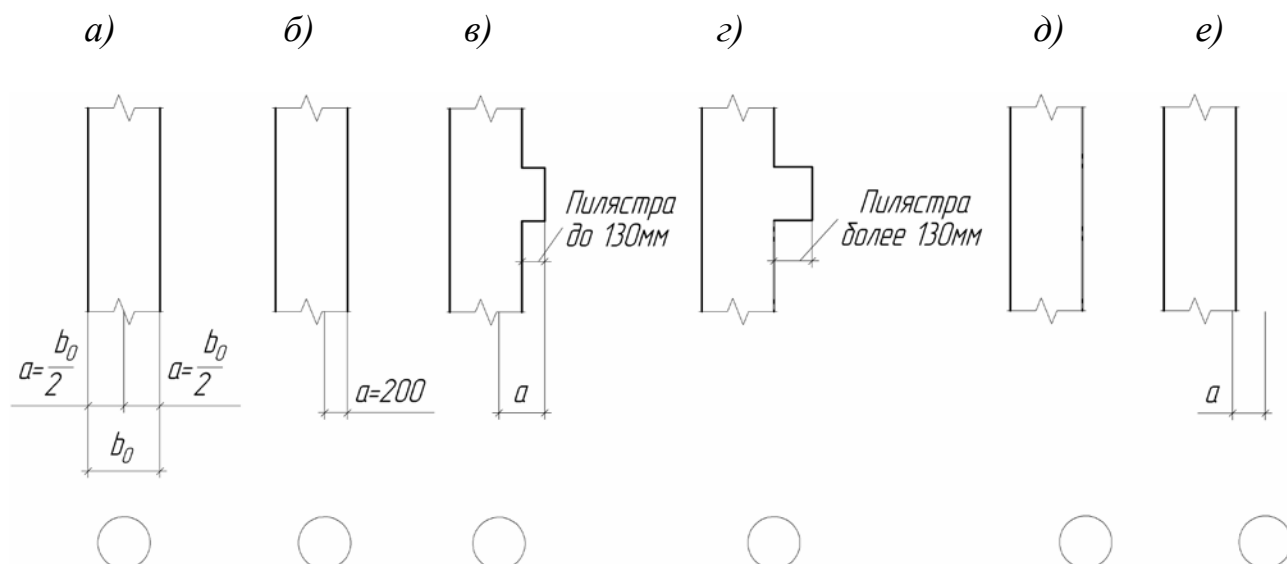 а) б) в) г) д) е)
Пилястра
до 130мм
Пилястра
более 130мм
a=b₀/2 a=b₀/2
a=200
a
a
b₀